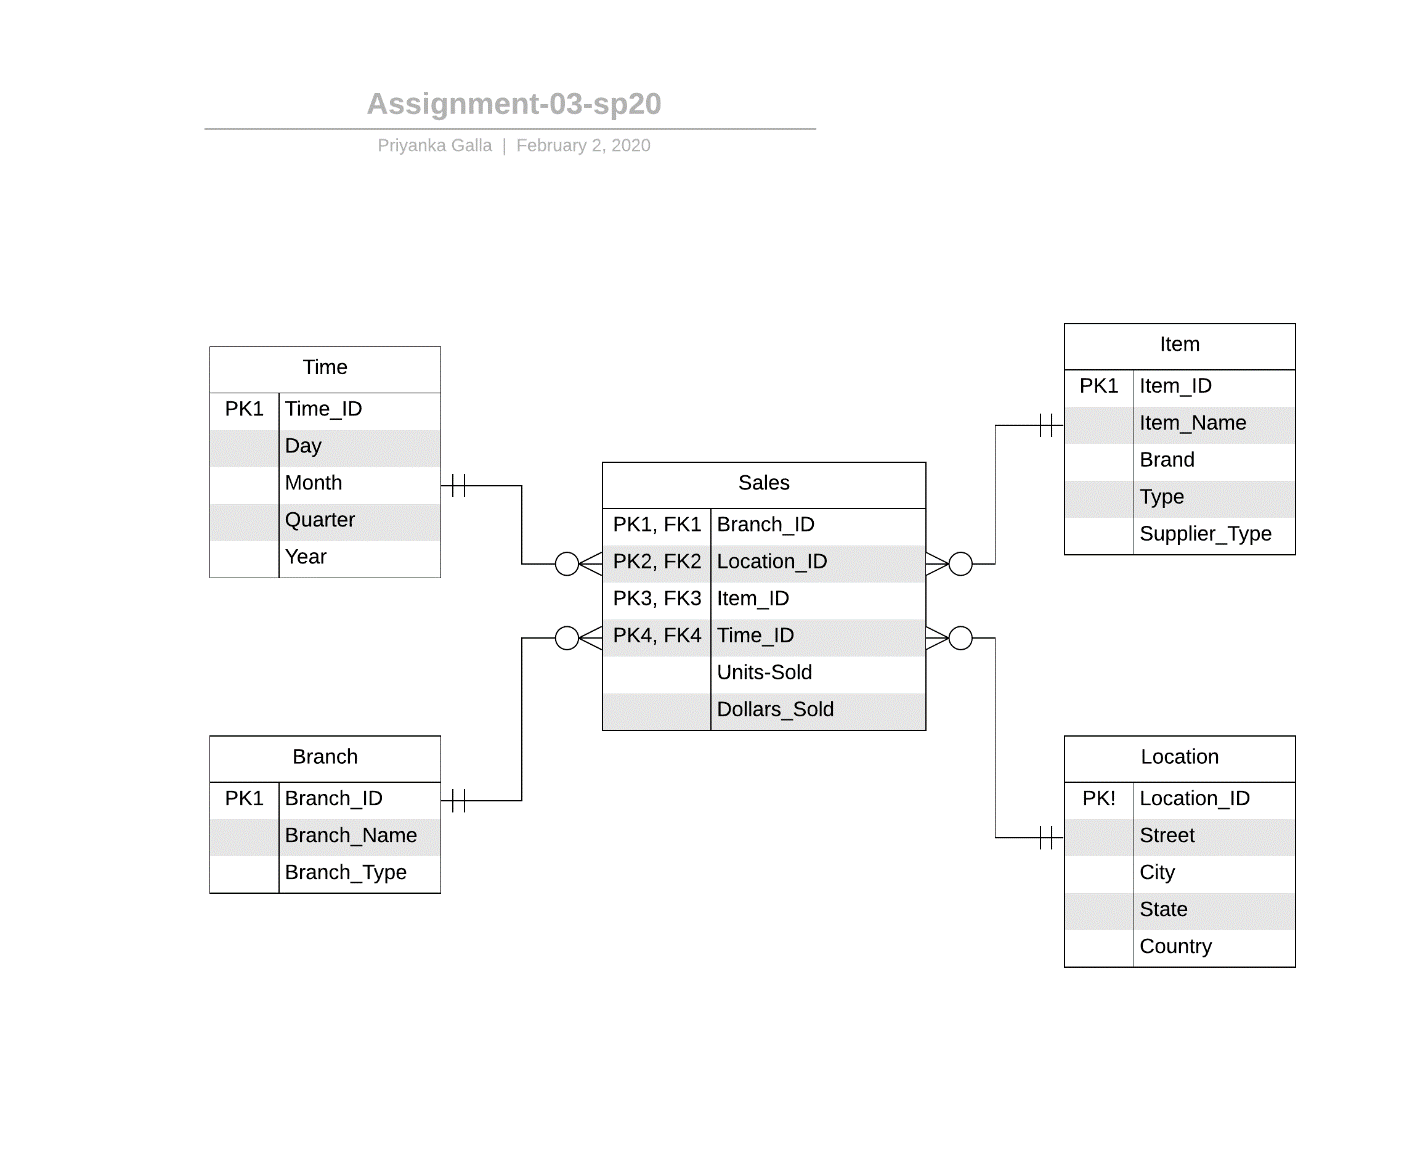 Assignment-03-sp20
Priyanka Galla | February 2, 2020
Time
PK1 Time_ID
Day
Month
Quarter
Year
Branch
PK1 Branch_ID
Branch_Name
Branch_Type
Sales
PK1, FK1 Branch_ID
PK2, FK2 Location_ID
PK3, FK3 Item_ID
PK4, FK4 Time_ID
Units-Sold
Dollars_Sold
Item
PK1 Item_ID
Item_Name
Brand
Type
Supplier_Type
Location
PK! Location_ID
Street
City
State
Country